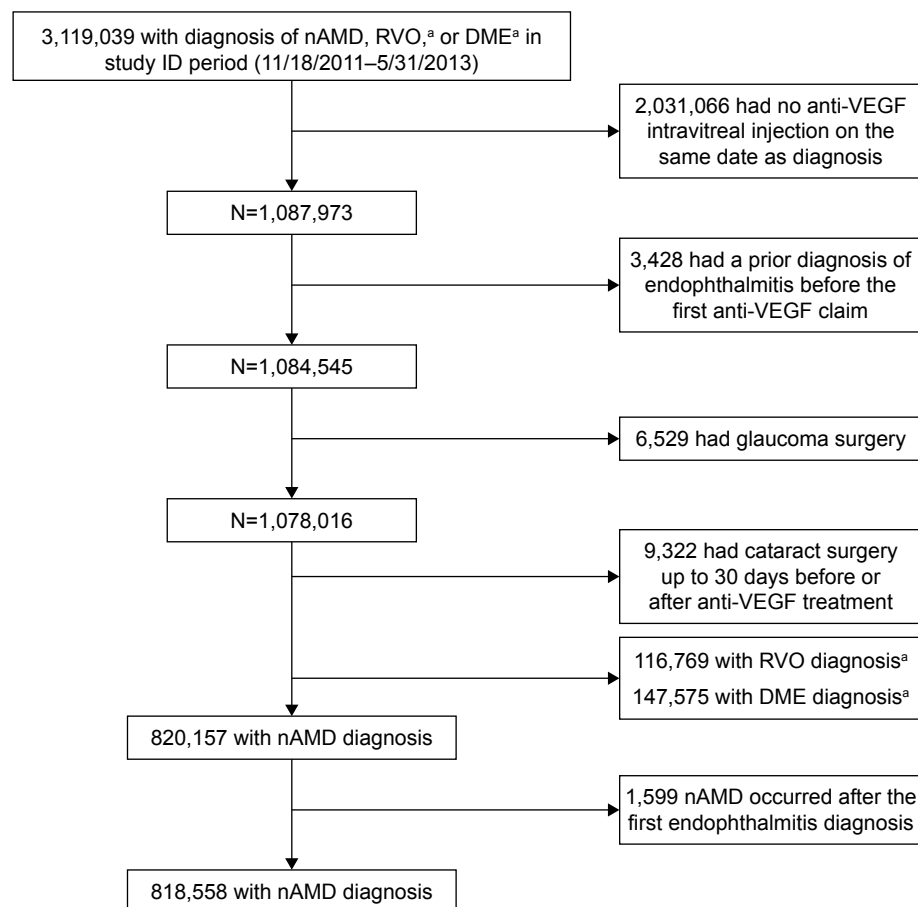 3,119,039 with diagnosis of nAMD, RVO,ᵃ or DMEᵃ in
study ID period (11/18/2011–5/31/2013)
2,031,066 had no anti-VEGF
intravitreal injection on the
same date as diagnosis
N=1,087,973
3,428 had a prior diagnosis of
endophthalmitis before the
first anti-VEGF claim
N=1,084,545
6,529 had glaucoma surgery
N=1,078,016
9,322 had cataract surgery
up to 30 days before or
after anti-VEGF treatment
116,769 with RVO diagnosisᵃ
147,575 with DME diagnosisᵃ
820,157 with nAMD diagnosis
1,599 nAMD occurred after the
first endophthalmitis diagnosis
818,558 with nAMD diagnosis